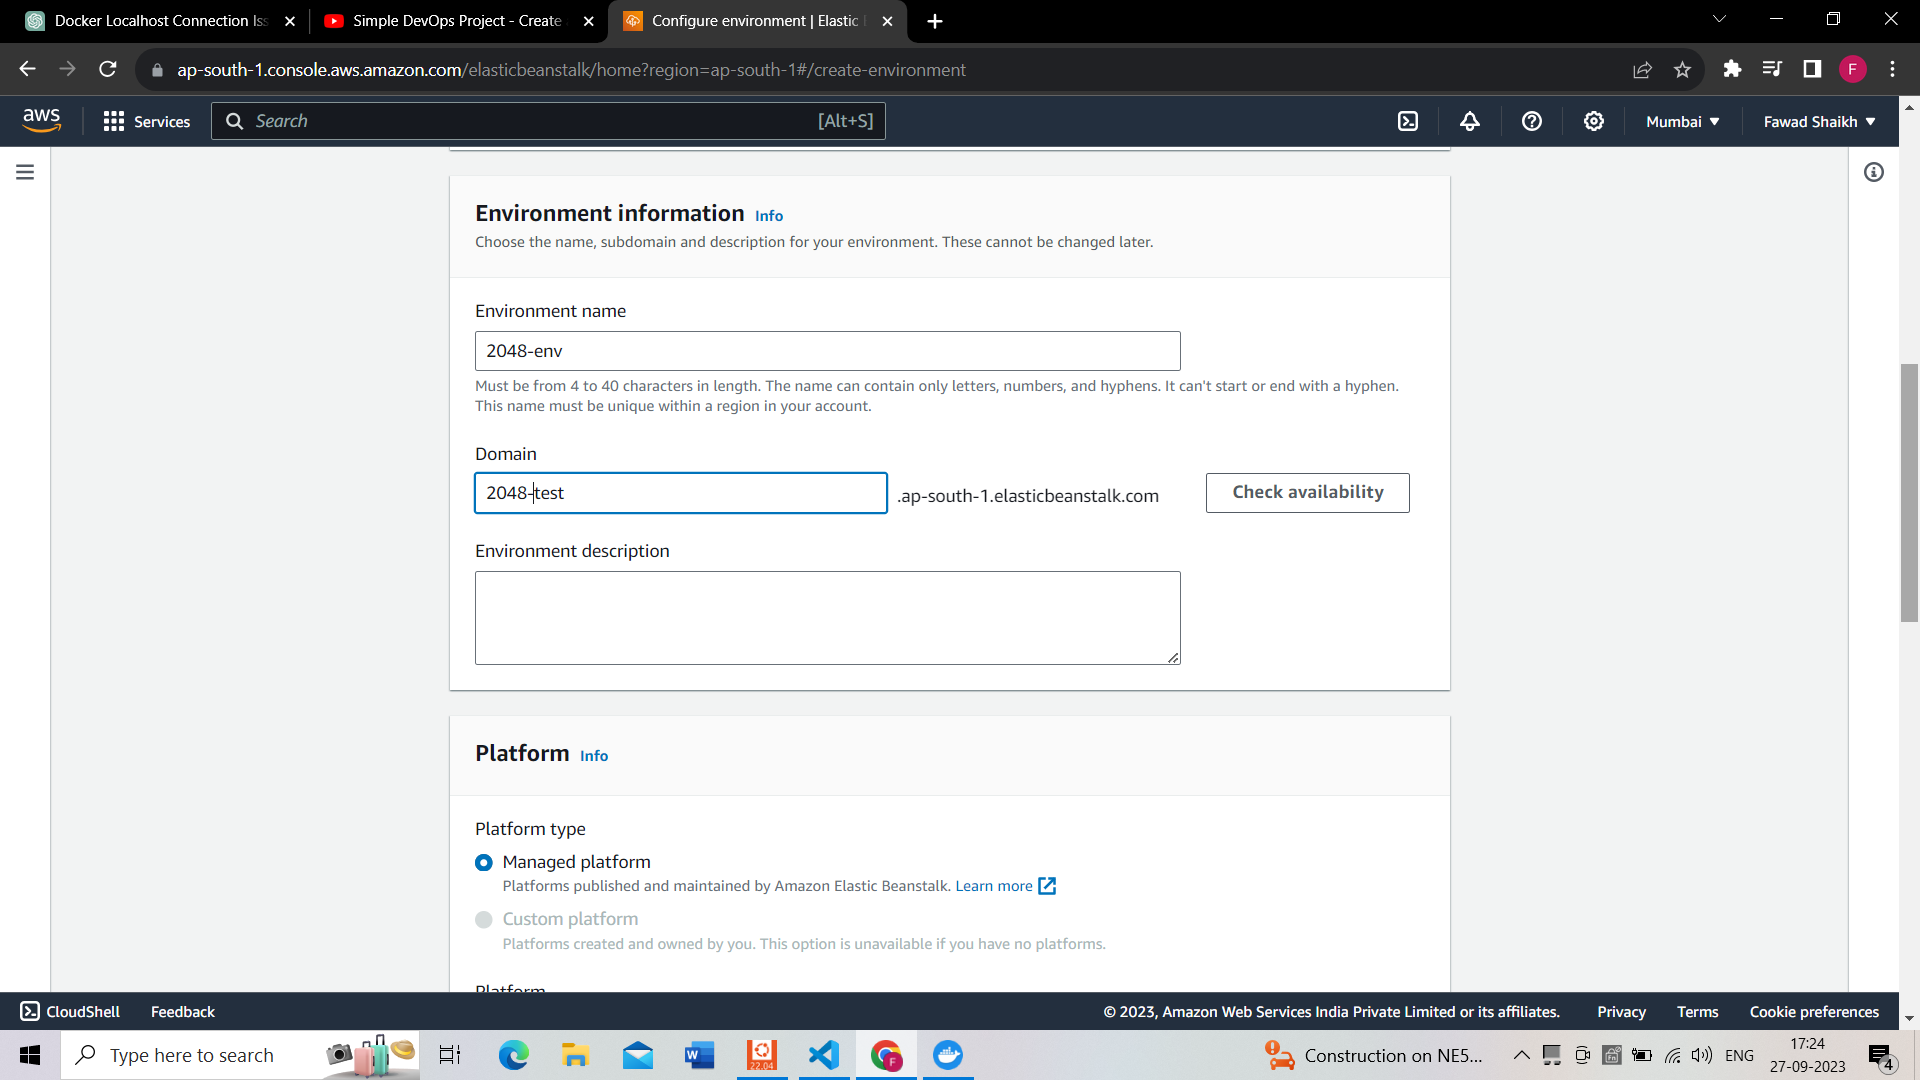 Docker Localhost Connection Iss
Simple DevOps Project - Create
Configure environment | Elastic
ap-south-1.console.aws.amazon.com/elasticbeanstalk/home?region=ap-south-1#/create-environment
F
aws
Services
Search
[Alt+S]
Mumbai
Fawad Shaikh
Environment information Info
Choose the name, subdomain and description for your environment. These cannot be changed later.
Environment name
2048-env
Must be from 4 to 40 characters in length. The name can contain only letters, numbers, and hyphens. It can't start or end with a hyphen.
This name must be unique within a region in your account.
Domain
2048-test
.ap-south-1.elasticbeanstalk.com
Check availability
Environment description
Platform Info
Platform type
Managed platform
Platforms published and maintained by Amazon Elastic Beanstalk. Learn more
Custom platform
Platforms created and owned by you. This option is unavailable if you have no platforms.
Platform
CloudShell
Feedback
© 2023, Amazon Web Services India Private Limited or its affiliates.
Privacy
Terms
Cookie preferences
Type here to search
22.04
F
Construction on NE5...
ENG
17:24
27-09-2023
4